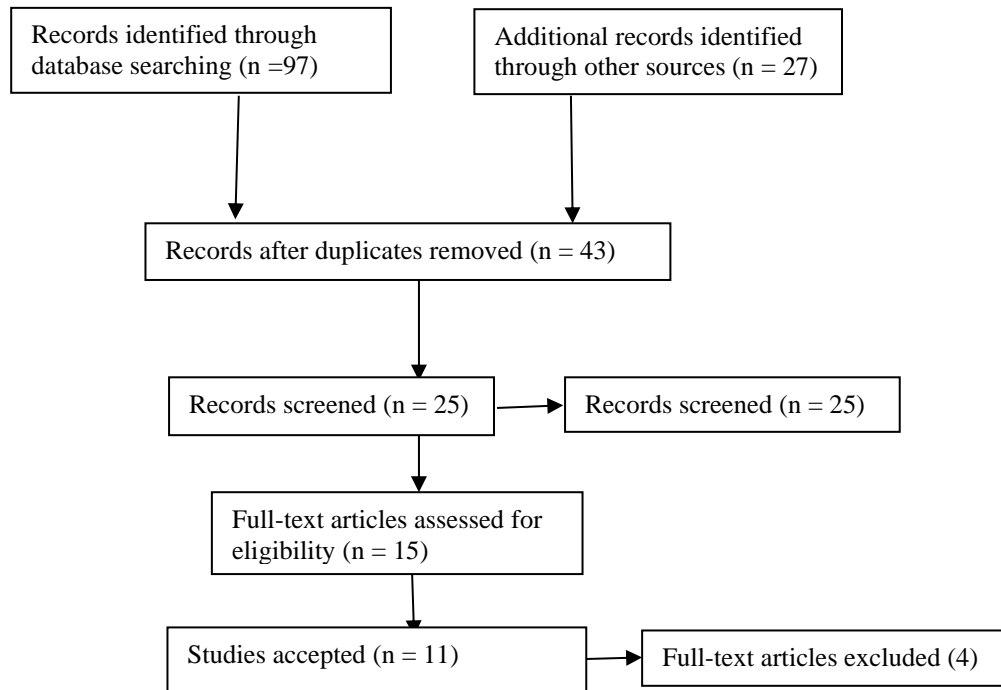 Records identified through
database searching (n =97)
Additional records identified
through other sources (n = 27)
Records after duplicates removed (n = 43)
Records screened (n = 25)
Records screened (n = 25)
Full-text articles assessed for
eligibility (n = 15)
Studies accepted (n = 11)
Full-text articles excluded (4)